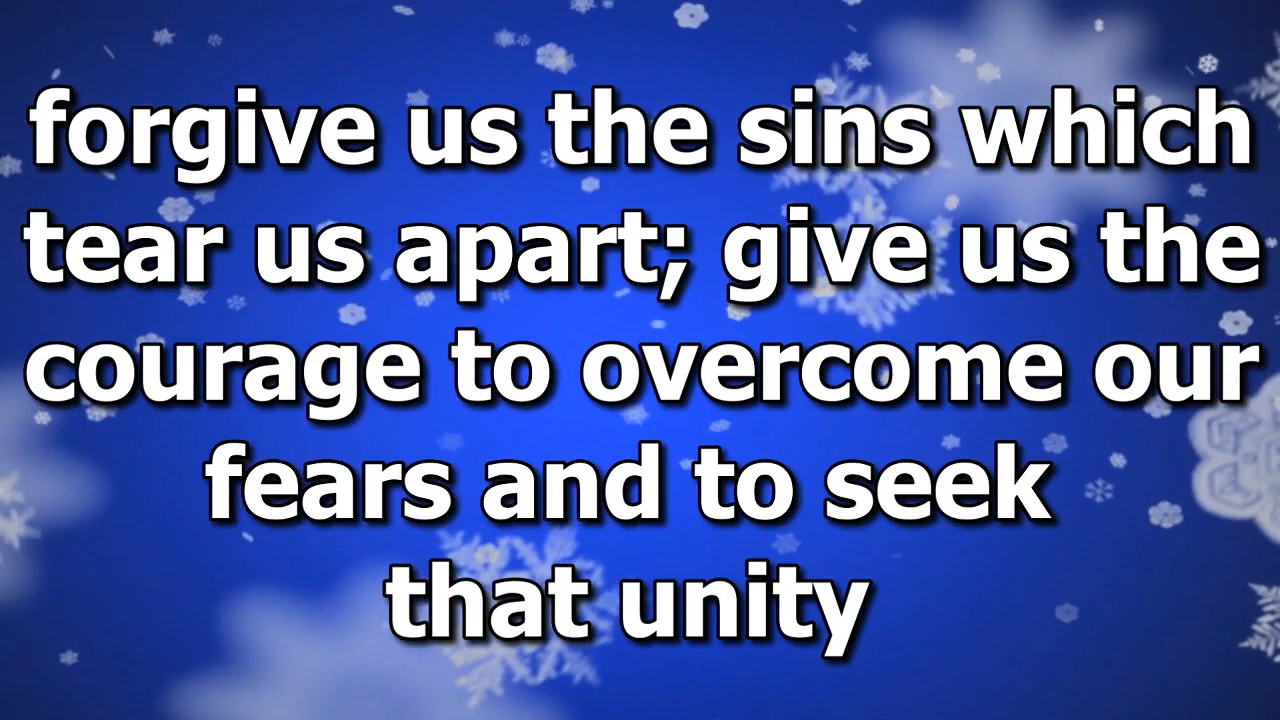 forgive us the sins which
tear us apart; give us the
courage to overcome our
fears and to seek
that unity